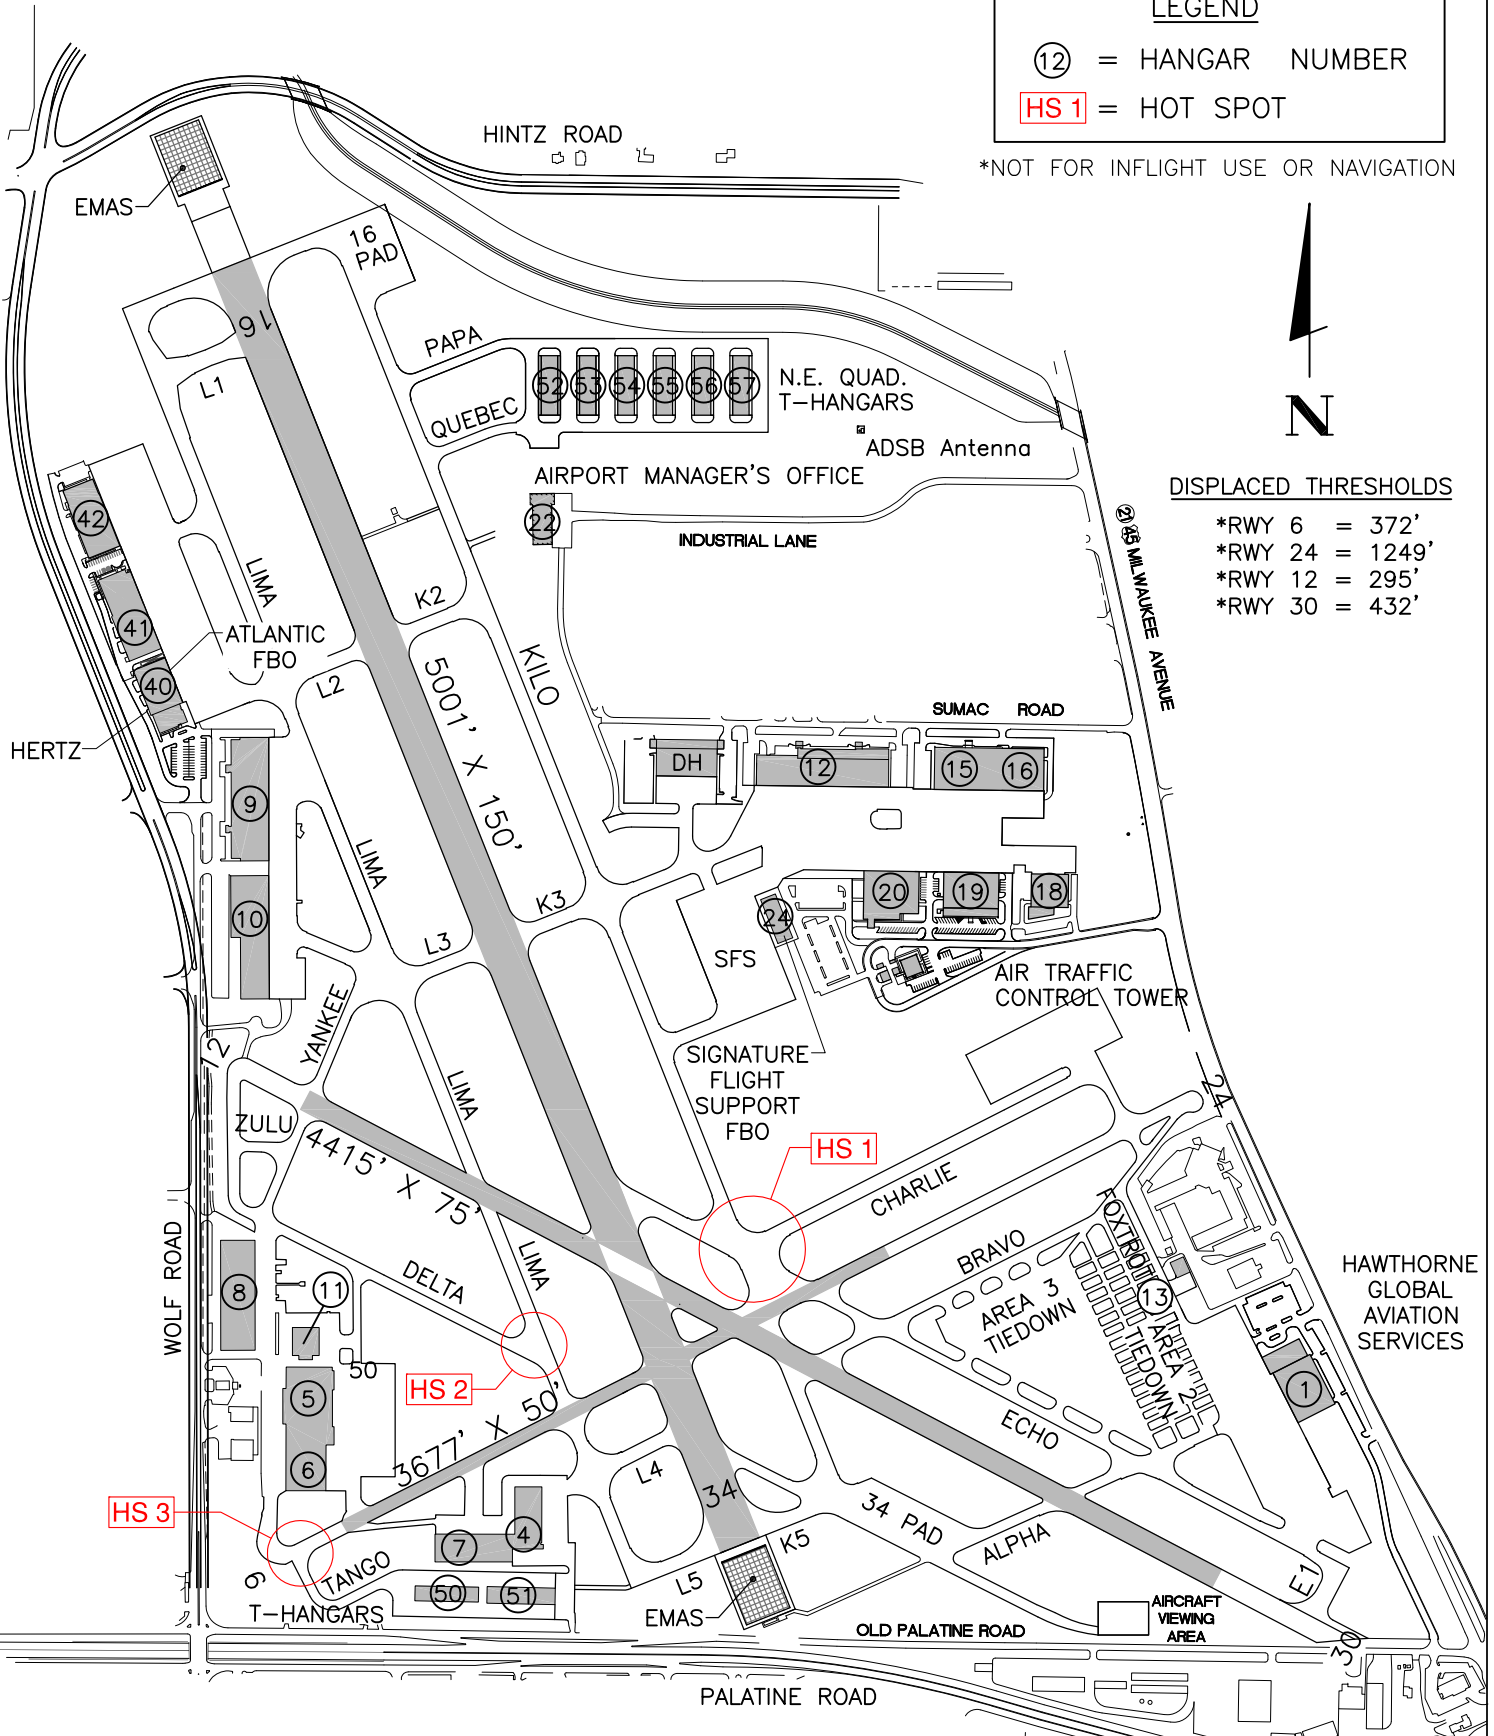 LEGEND
12 = HANGAR NUMBER
HS 1 = HOT SPOT
*NOT FOR INFLIGHT USE OR NAVIGATION
HINTZ ROAD
EMAS
16
PAD
16
PAPA
L1
QUEBEC
52 53 54 55 56 57
N.E. QUAD.
T-HANGARS
ADSB Antenna
N
AIRPORT MANAGER'S OFFICE
22
INDUSTRIAL LANE
DISPLACED THRESHOLDS
*RWY 6 = 372'
*RWY 24 = 1249'
*RWY 12 = 295'
*RWY 30 = 432'
21 45 MILWAUKEE AVENUE
42
41
40
LIMA
ATLANTIC
FBO
K2
KILO
L2
5001' X 150'
HERTZ
SUMAC ROAD
DH
12
15
16
9
LIMA
10
K3
L3
24
20
19
18
SFS
AIR TRAFFIC
CONTROL TOWER
YANKEE
12
LIMA
SIGNATURE
FLIGHT
SUPPORT
FBO
24
ZULU
4415' X 75'
HS 1
CHARLIE
FOXTROT
WOLF ROAD
DELTA
LIMA
BRAVO
8
11
13
AREA 3
TIEDOWN
AREA 2
TIEDOWN
HAWTHORNE
GLOBAL
AVIATION
SERVICES
50
HS 2
5
1
3677' X 50'
ECHO
6
L4
34
HS 3
34 PAD
7
4
K5
ALPHA
6
TANGO
50
51
L5
E1
T-HANGARS
EMAS
AIRCRAFT
VIEWING
AREA
OLD PALATINE ROAD
30
PALATINE ROAD